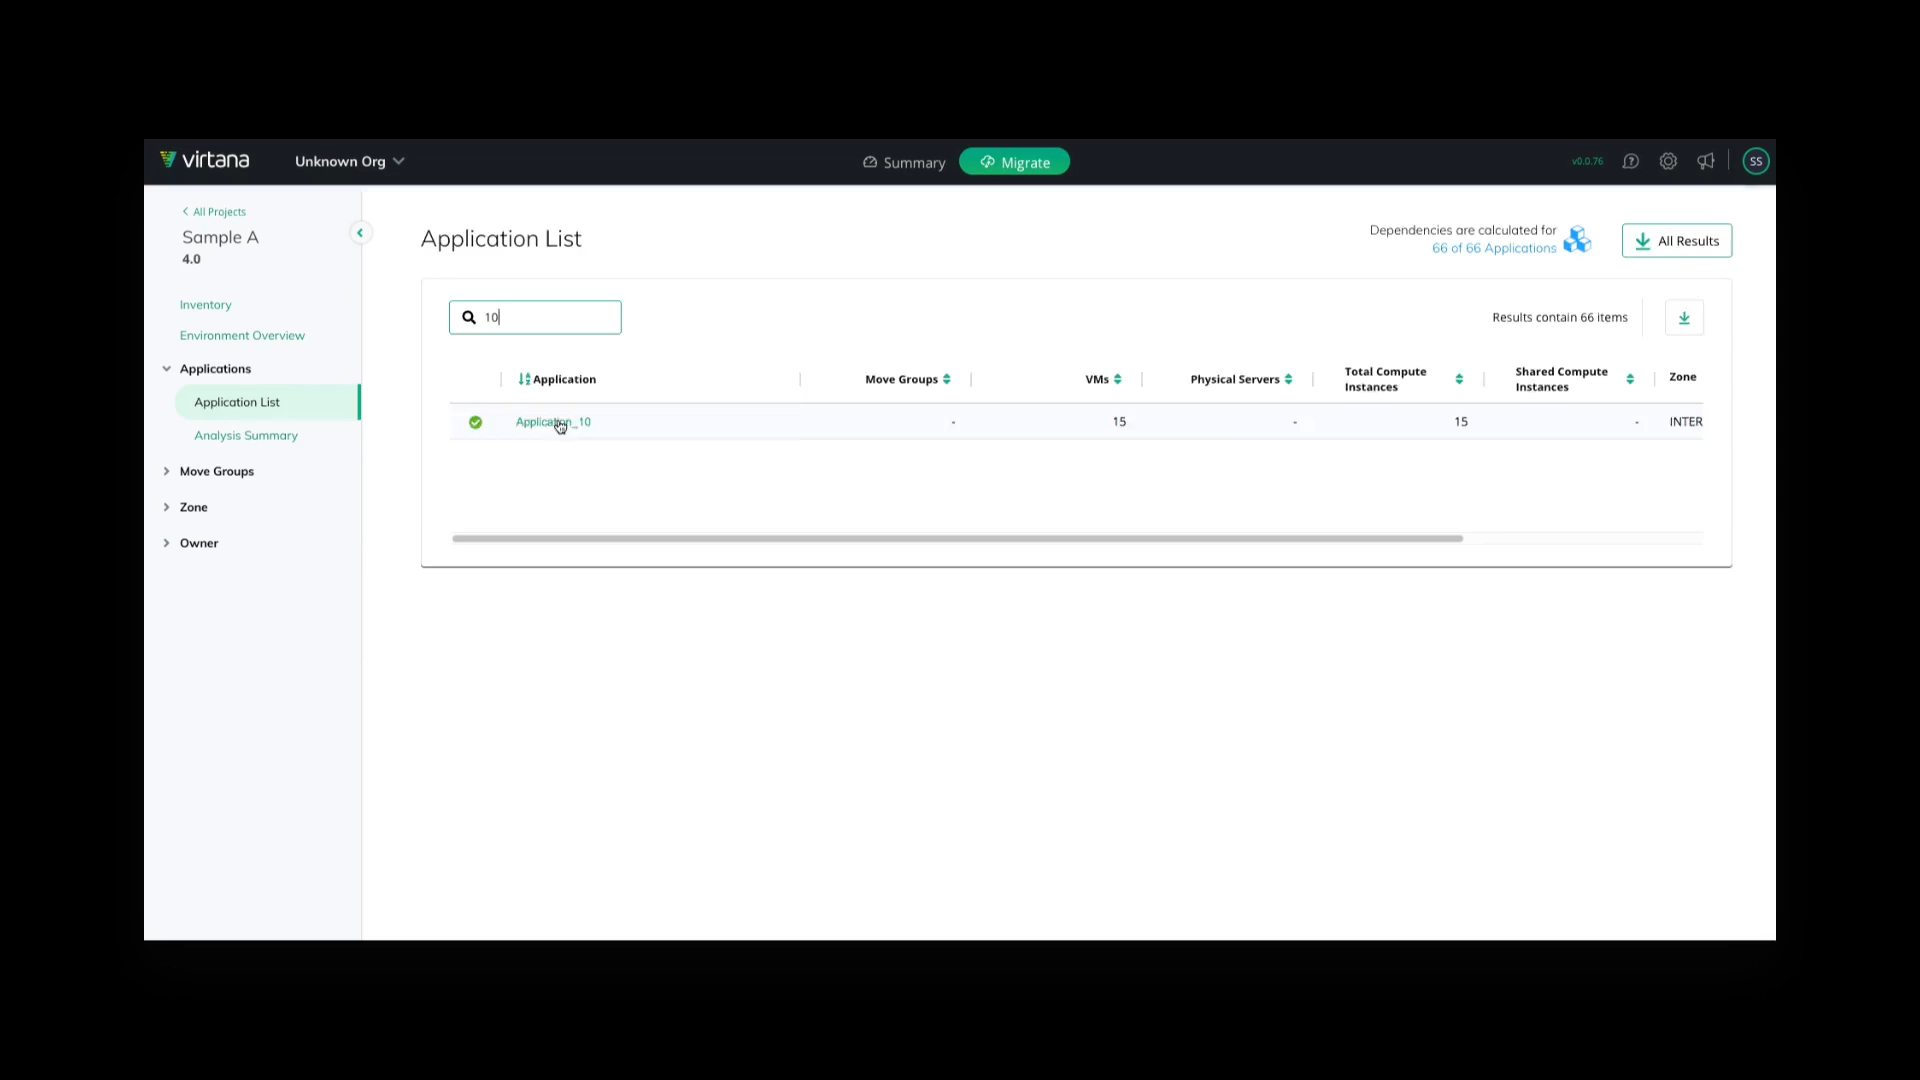 virtana
Unknown Org
Summary
Migrate
v0.0.76
SS
All Projects
Sample A
4.0
Inventory
Environment Overview
Applications
Application List
Analysis Summary
Move Groups
Zone
Owner
Application List
Dependencies are calculated for
66 of 66 Applications
All Results
10
Results contain 66 items
Application
Move Groups
VMs
Physical Servers
Total Compute
Instances
Shared Compute
Instances
Zone
Application_10
-
15
-
15
-
INTER